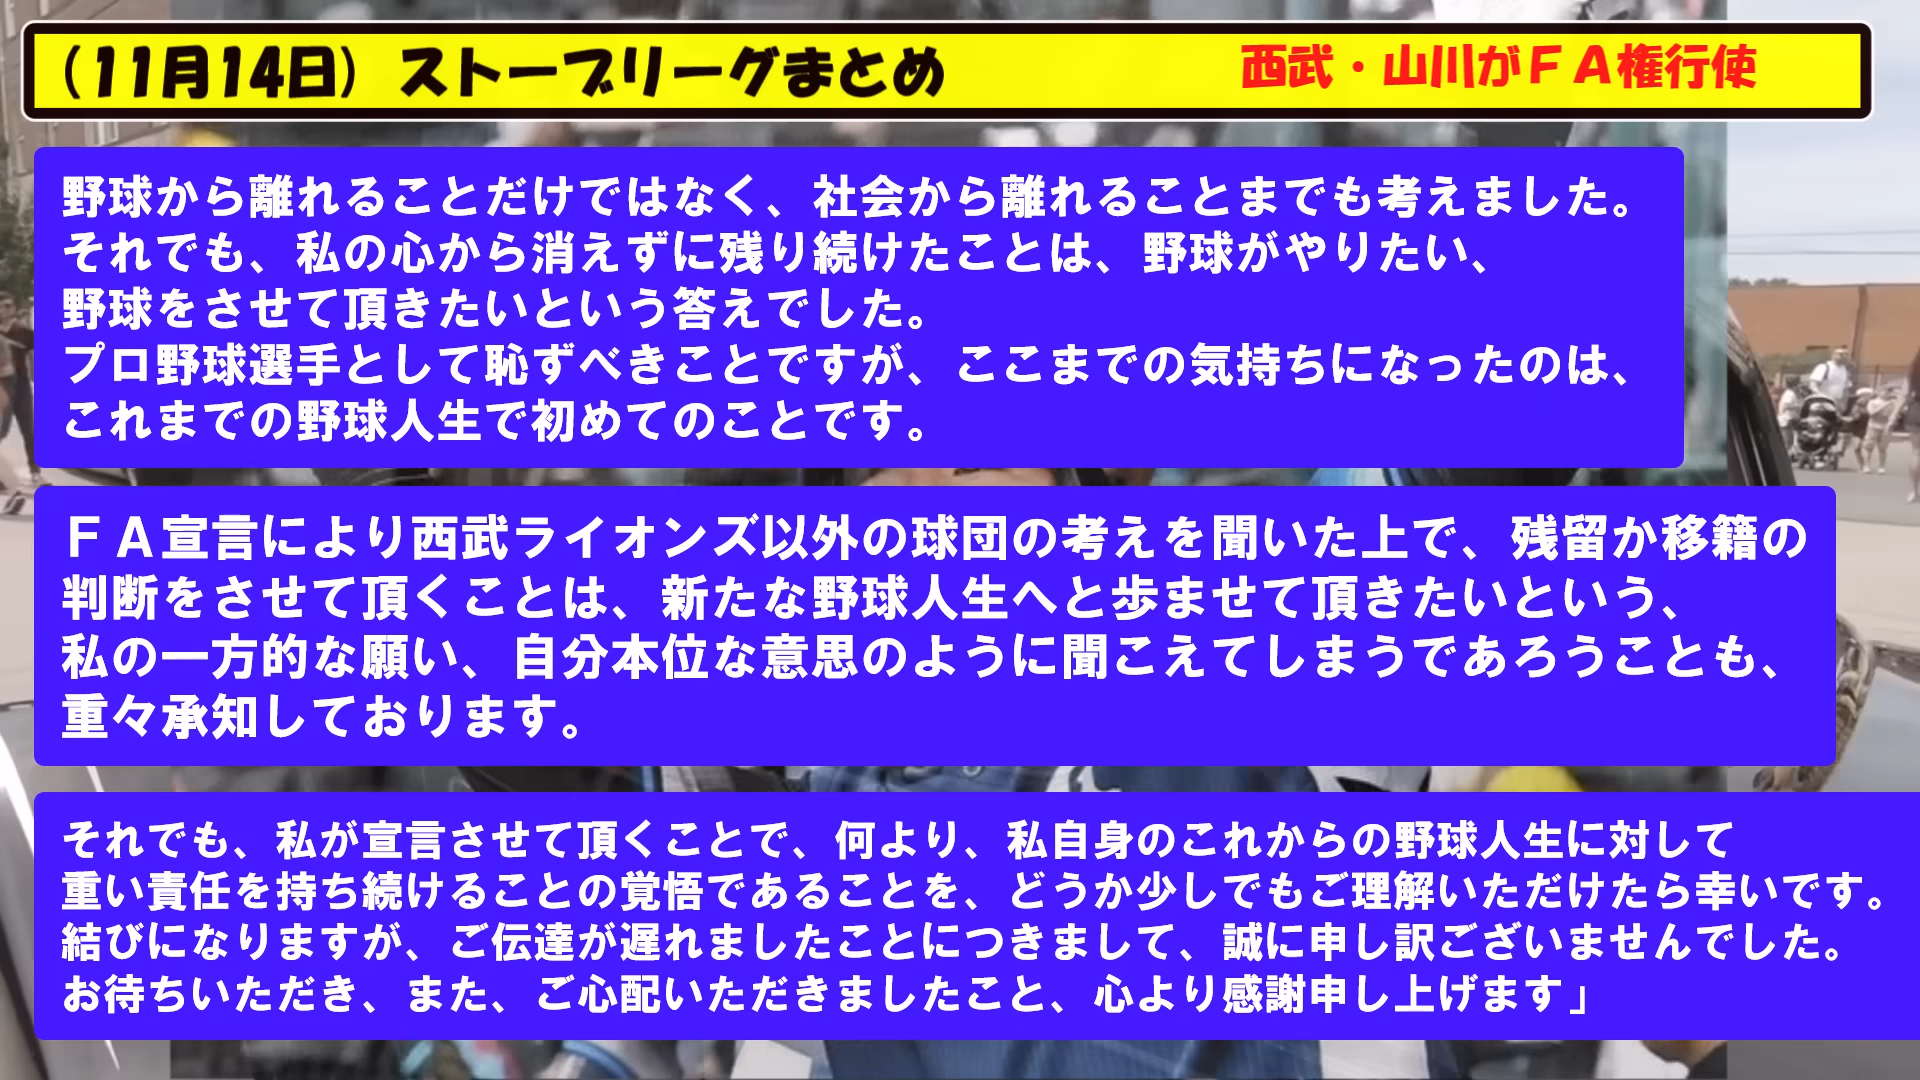 （11月14日）ストーブリーグまとめ
西武・山川がＦＡ権行使
野球から離れることだけではなく、社会から離れることまでも考えました。
それでも、私の心から消えずに残り続けたことは、野球がやりたい、
野球をさせて頂きたいという答えでした。
プロ野球選手として恥ずべきことですが、ここまでの気持ちになったのは、
これまでの野球人生で初めてのことです。
ＦＡ宣言により西武ライオンズ以外の球団の考えを聞いた上で、残留か移籍の
判断をさせて頂くことは、新たな野球人生へと歩ませて頂きたいという、
私の一方的な願い、自分本位な意思のように聞こえてしまうであろうことも、
重々承知しております。
それでも、私が宣言させて頂くことで、何より、私自身のこれからの野球人生に対して
重い責任を持ち続けることの覚悟であることを、どうか少しでもご理解いただけたら幸いです。
結びになりますが、ご伝達が遅れましたことにつきまして、誠に申し訳ございませんでした。
お待ちいただき、また、ご心配いただきましたこと、心より感謝申し上げます」